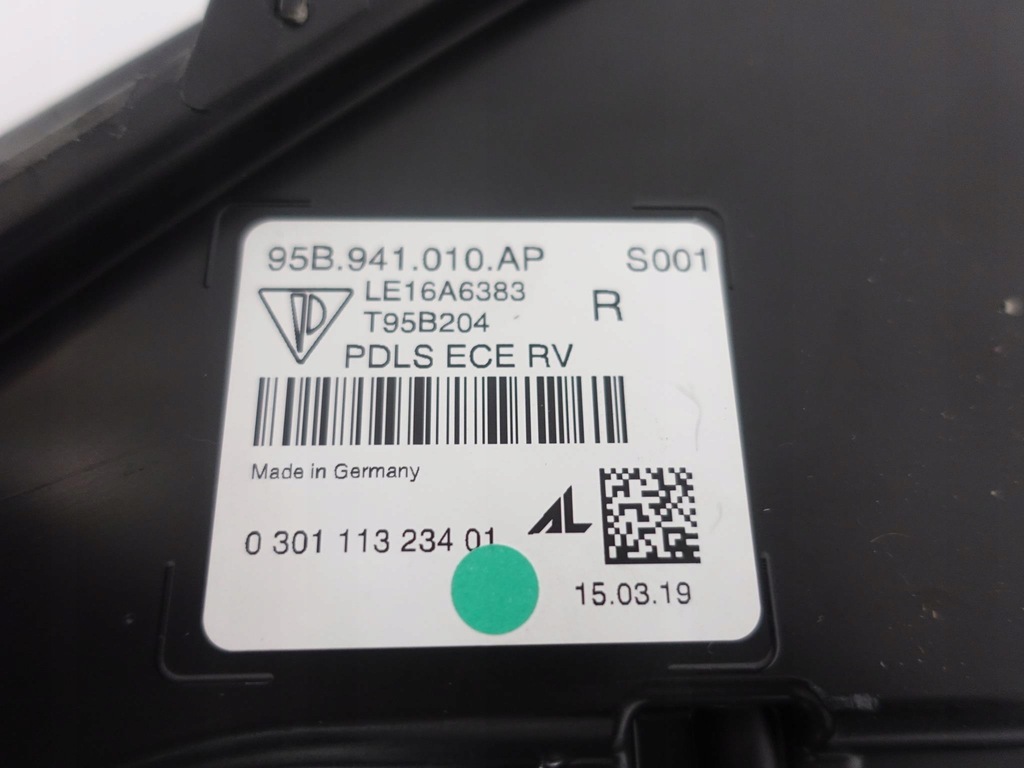 95B.941.010.AP S001
LE16A6383
T95B204
R
PDLS ECE RV
Made in Germany
AL
0 301 113 234 01
15.03.19